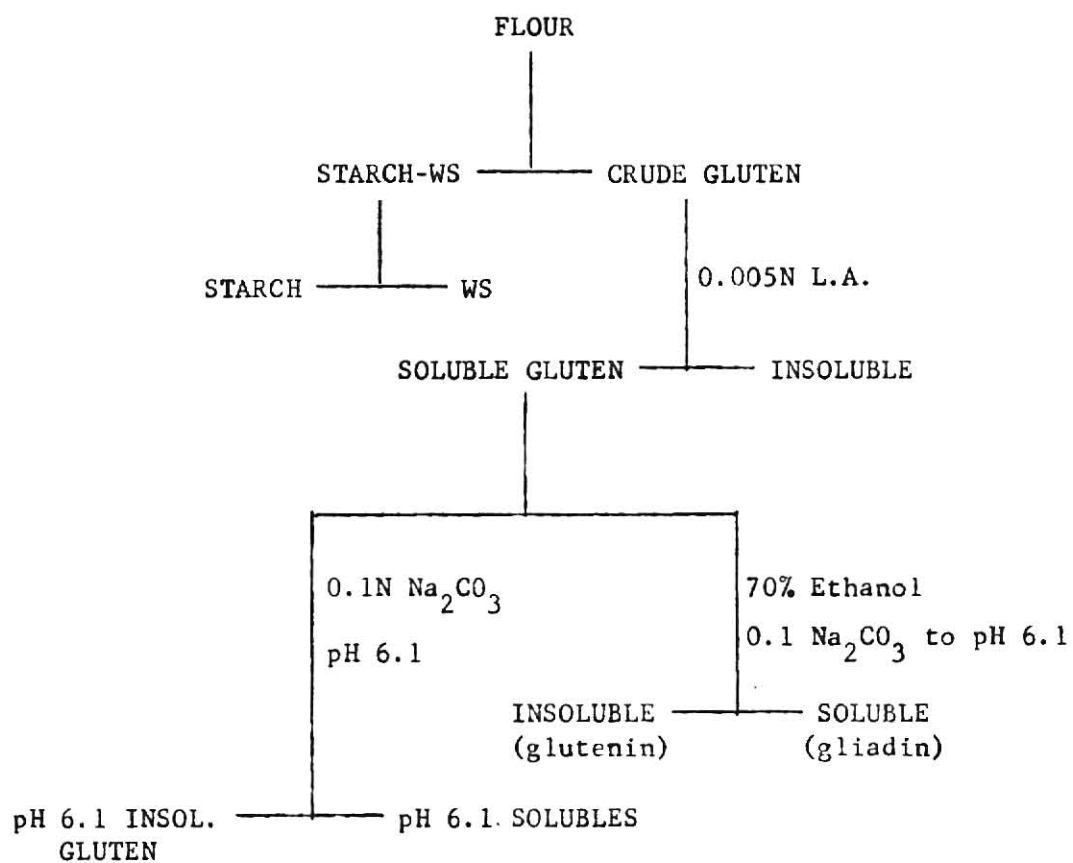 FLOUR
STARCH-WS
CRUDE GLUTEN
0.005N L.A.
STARCH
WS
SOLUBLE GLUTEN
INSOLUBLE
0.1N Na₂CO₃
pH 6.1
70% Ethanol
0.1 Na₂CO₃ to pH 6.1
INSOLUBLE
(glutenin)
SOLUBLE
(gliadin)
pH 6.1 INSOL.
GLUTEN
pH 6.1 SOLUBLES